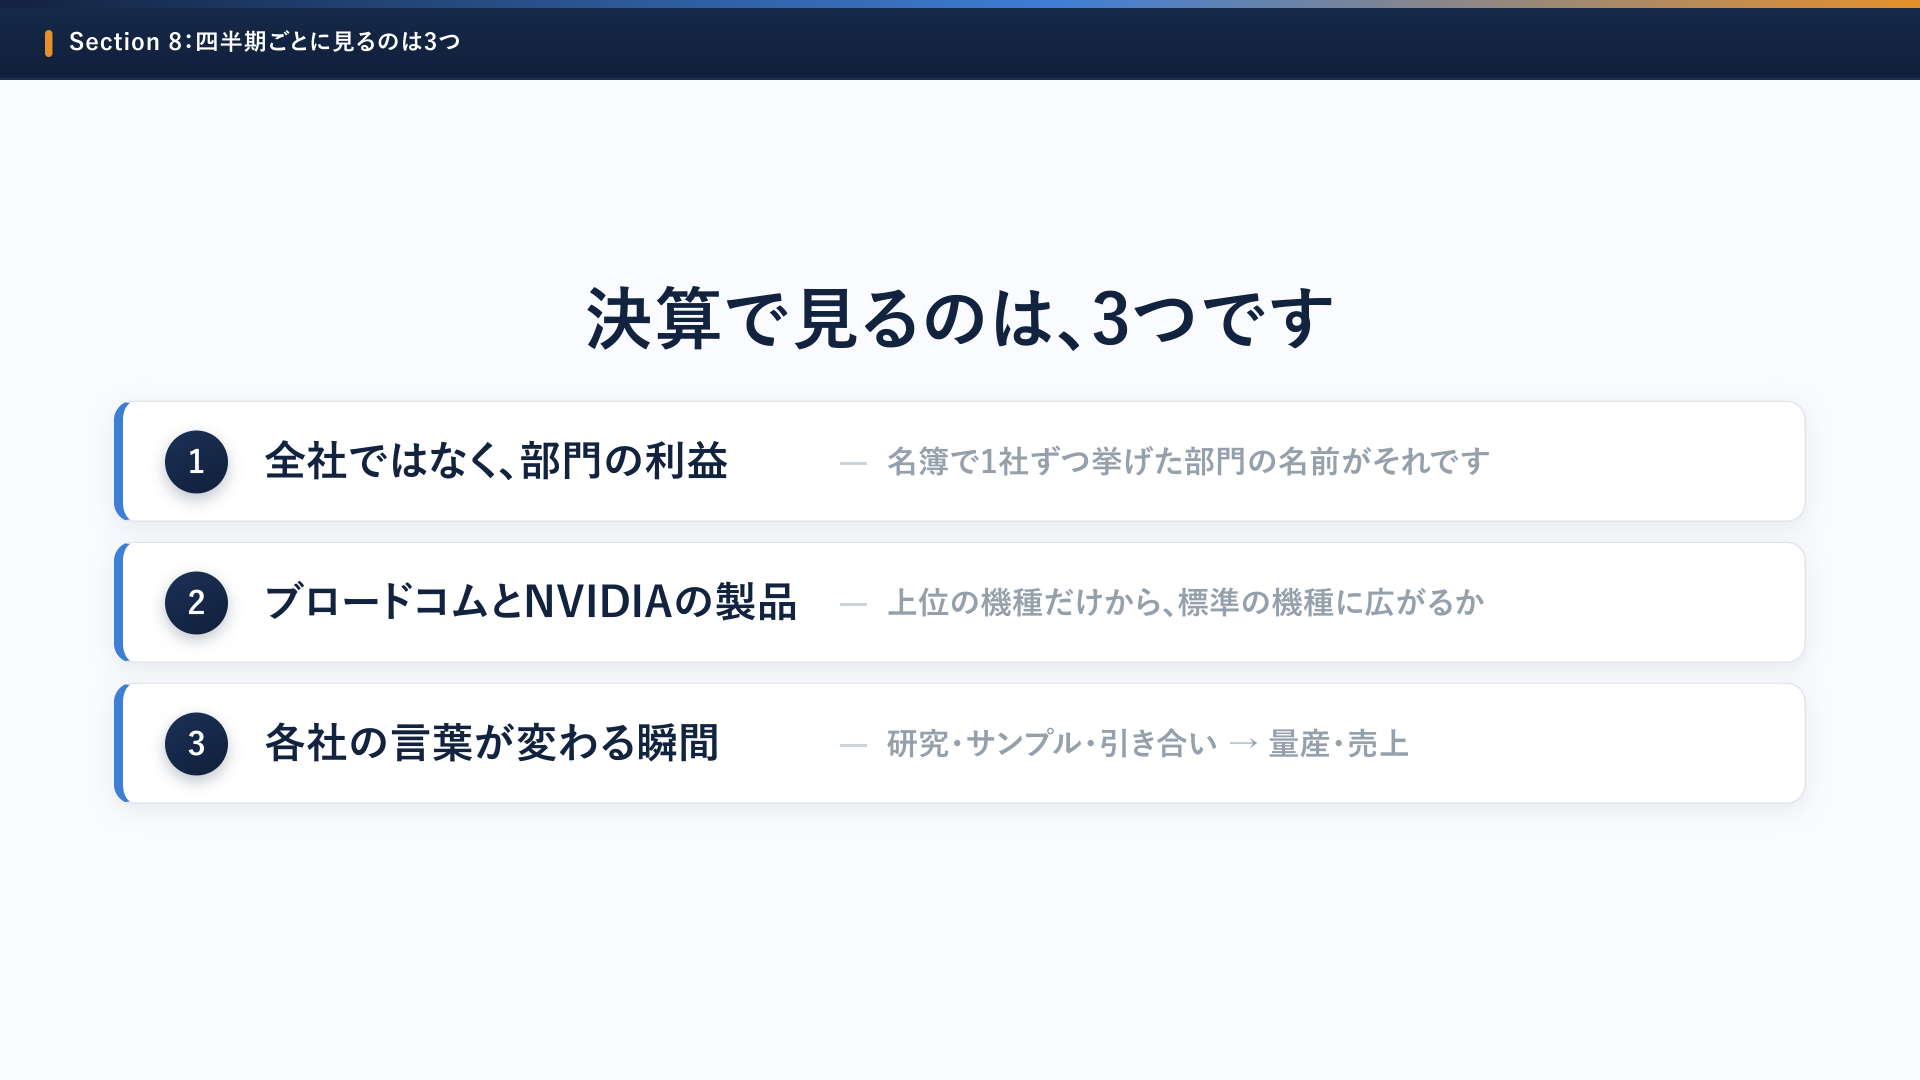 Section 8：四半期ごとに見るのは3つ
決算で見るのは、3つです
1 全社ではなく、部門の利益 — 名簿で1社ずつ挙げた部門の名前がそれです
2 ブロードコムとNVIDIAの製品 — 上位の機種だけから、標準の機種に広がるか
3 各社の言葉が変わる瞬間 — 研究・サンプル・引き合い → 量産・売上